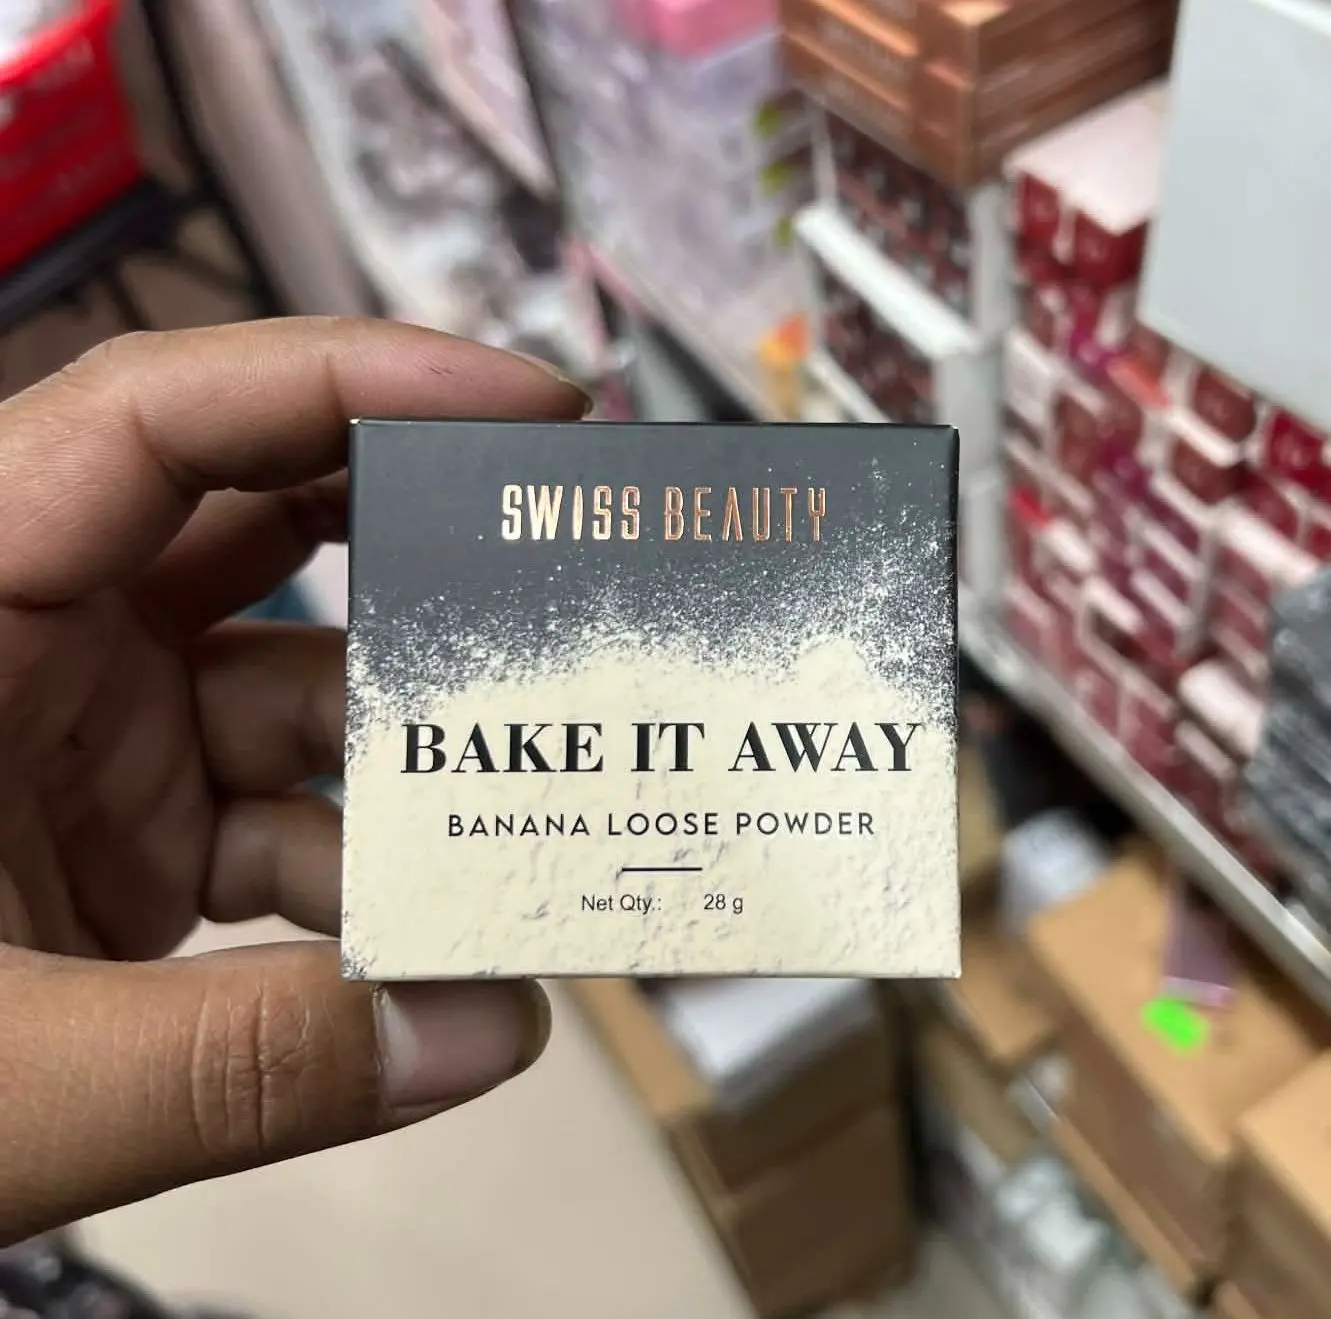 SWISS BEAUTY
BAKE IT AWAY
BANANA LOOSE POWDER
Net Qty.: 28 g